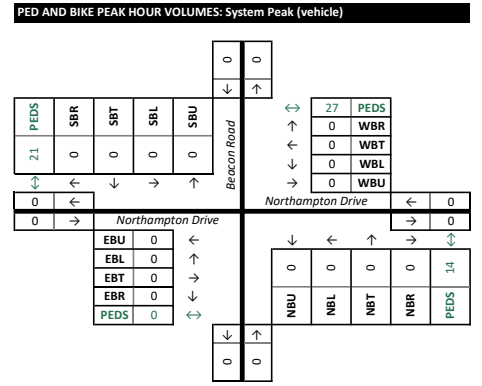 PED AND BIKE PEAK HOUR VOLUMES: System Peak (vehicle)
0 0
↓ ↑
PEDS SBR SBT SBL SBU
21 0 0 0 0
↕ ← ↓ → ↑
Beacon Road
↔ 27 PEDS
↑ 0 WBR
← 0 WBT
↓ 0 WBL
→ 0 WBU
0 ←
Northampton Drive ← 0
0 → Northampton Drive
→ 0
EBU 0 ←
EBL 0 ↑
EBT 0 →
EBR 0 ↓
PEDS 0 ↔
↓ ← ↑ → ↕
0 0 0 0 14
NBU NBL NBT NBR PEDS
↓ ↑
0 0